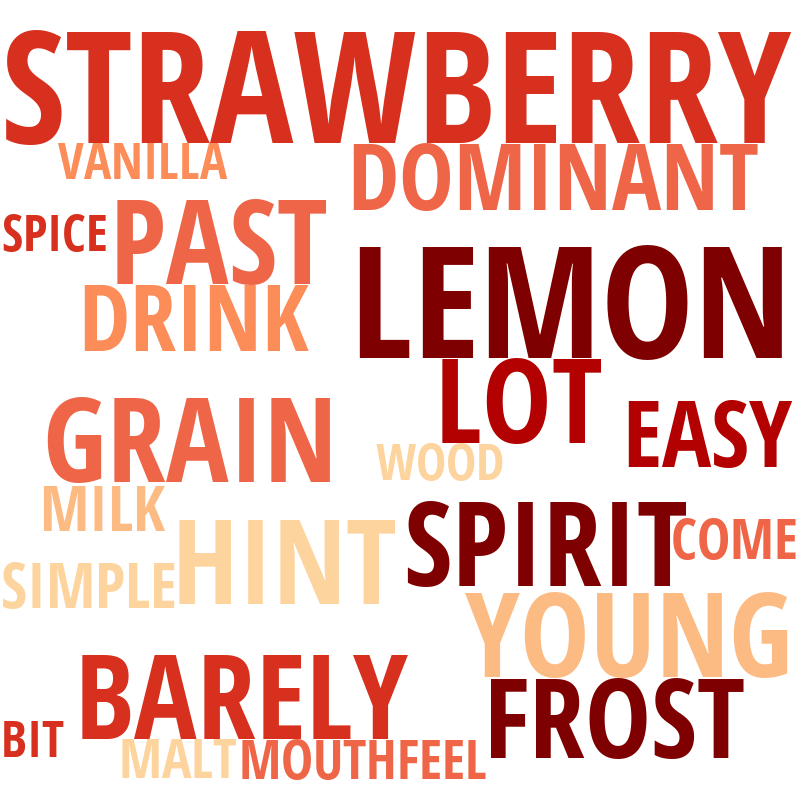 STRAWBERRY
VANILLA
DOMINANT
SPICE
PAST
LEMON
DRINK
LOT
GRAIN
EASY
WOOD
MILK
SPIRIT
COME
HINT
SIMPLE
YOUNG
BARELY
FROST
BIT
MALT
MOUTHFEEL